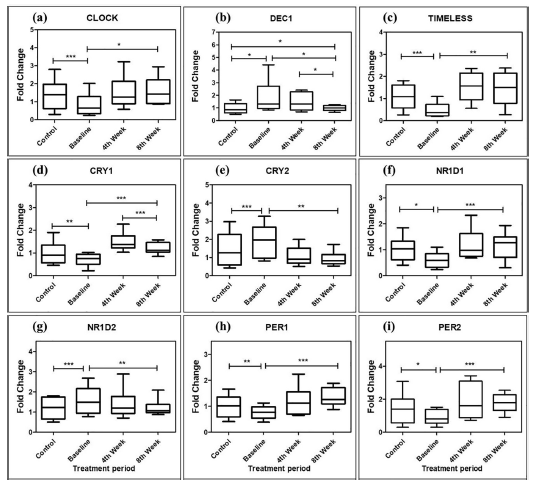 (a) CLOCK
Fold Change
5
4
3
2
1
0
*** *
Control Baseline 4th Week 8th Week
(b) DEC1
Fold Change
7
6
5
4
3
2
1
0
*
* *
*
Control Baseline 4th Week 8th Week
(c) TIMELESS
Fold Change
4
3
2
1
0
*** **
Control Baseline 4th Week 8th Week
(d) CRY1
Fold Change
4
3
2
1
0
***
** ***
Control Baseline 4th Week 8th Week
(e) CRY2
Fold Change
5
4
3
2
1
0
*** **
Control Baseline 4th Week 8th Week
(f) NR1D1
Fold Change
4
3
2
1
0
* ***
Control Baseline 4th Week 8th Week
(g) NR1D2
Fold Change
4
3
2
1
0
*** **
Control Baseline 4th Week 8th Week
Treatment period
(h) PER1
Fold Change
3
2
1
0
** ***
Control Baseline 4th Week 8th Week
Treatment period
(i) PER2
Fold Change
4
2
0
* ***
Control Baseline 4th Week 8th Week
Treatment period